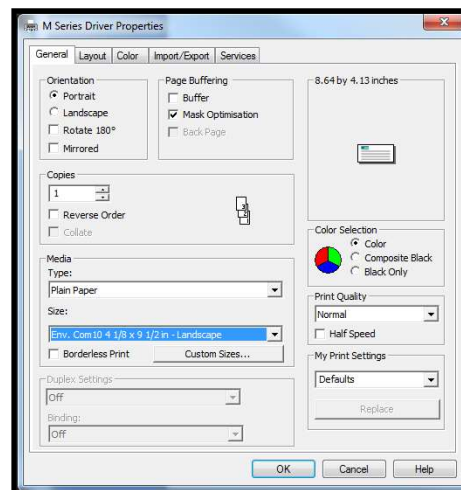 M Series Driver Properties
General Layout Color Import/Export Services
Orientation
Portrait
Landscape
Rotate 180°
Mirrored
Page Buffering
Buffer
Mask Optimisation
Back Page
8.64 by 4.13 inches
Copies
1
Reverse Order
Collate
3
2
1
Color Selection
Color
Composite Black
Black Only
Media
Type:
Plain Paper
Size:
Env. Com10 4 1/8 x 9 1/2 in - Landscape
Borderless Print Custom Sizes...
Print Quality
Normal
Half Speed
Duplex Settings
Off
Binding:
Off
My Print Settings
Defaults
Replace
OK Cancel Help